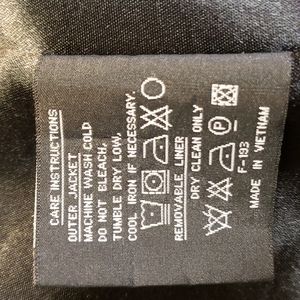 CARE INSTRUCTIONS
OUTER JACKET
MACHINE WASH COLD
DO NOT BLEACH,
TUMBLE DRY LOW,
COOL IRON IF NECESSARY.
REMOVABLE LINER
DRY CLEAN ONLY
P
F-193
MADE IN VIETNAM